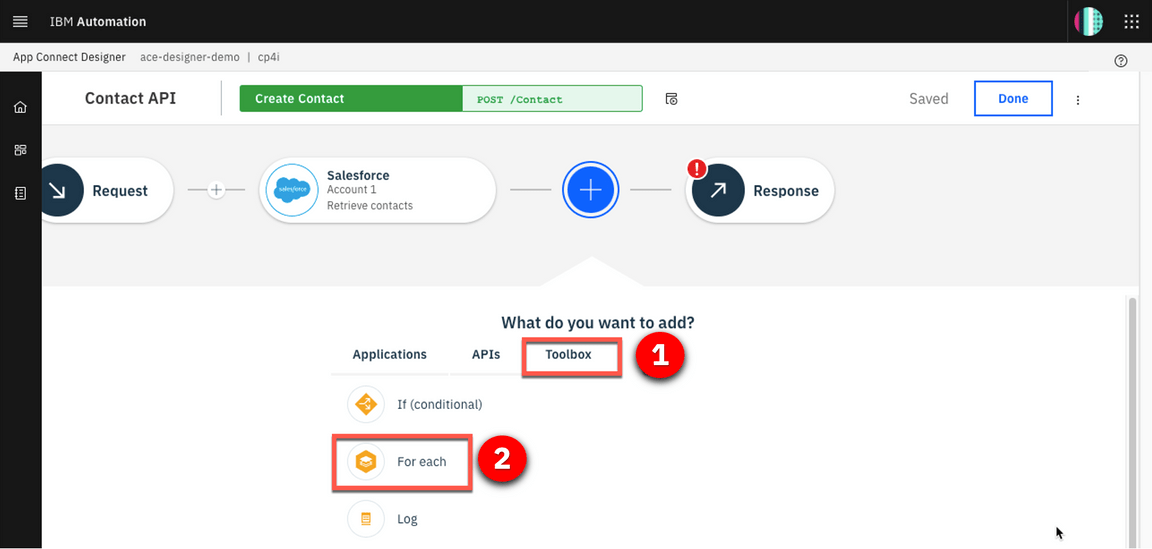 IBM Automation
App Connect Designer ace-designer-demo | cp4i
Contact API Create Contact POST /Contact Saved Done
Request
salesforce
Salesforce
Account 1
Retrieve contacts
!
Response
What do you want to add?
Applications APIs Toolbox 1
If (conditional)
For each 2
Log